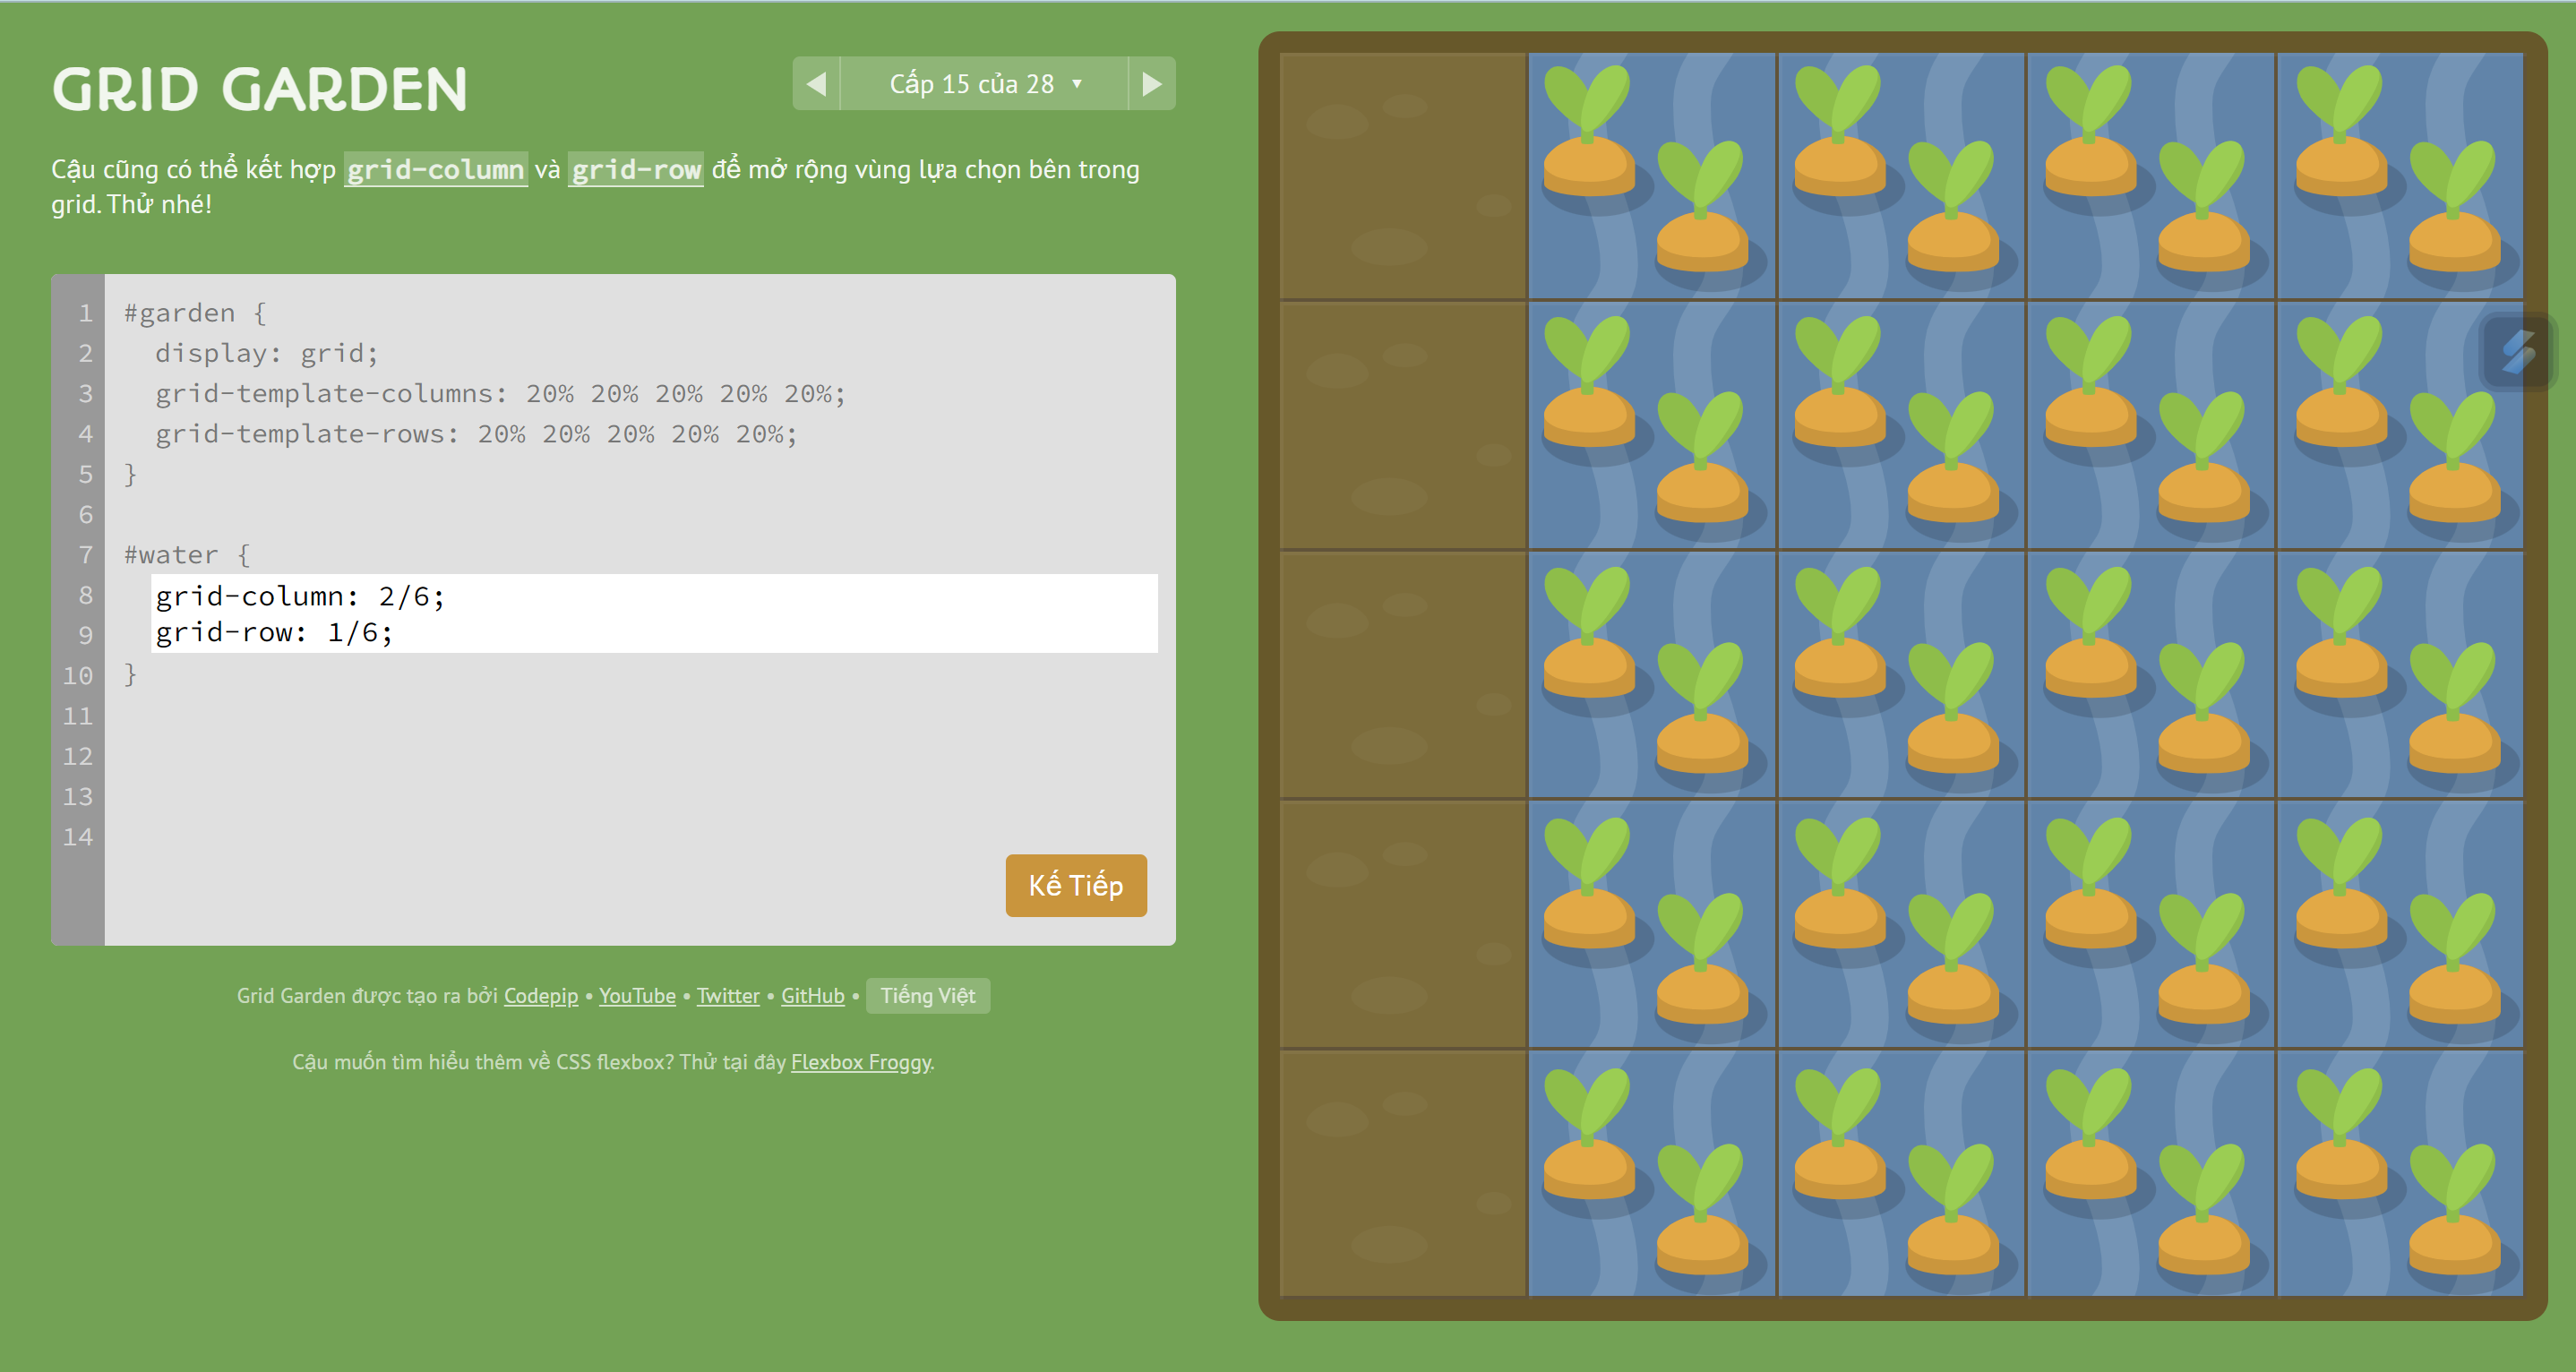 GRID GARDEN
Cấp 15 của 28 ▼
Cậu cũng có thể kết hợp grid-column và grid-row để mở rộng vùng lựa chọn bên trong
grid. Thử nhé!
1 #garden {
2 display: grid;
3 grid-template-columns: 20% 20% 20% 20% 20%;
4 grid-template-rows: 20% 20% 20% 20% 20%;
5 }
6
7 #water {
8 grid-column: 2/6;
9 grid-row: 1/6;
10 }
11
12
13
14
Kế Tiếp
Grid Garden được tạo ra bởi Codepip • YouTube • Twitter • GitHub • Tiếng Việt
Cậu muốn tìm hiểu thêm về CSS flexbox? Thử tại đây Flexbox Froggy.